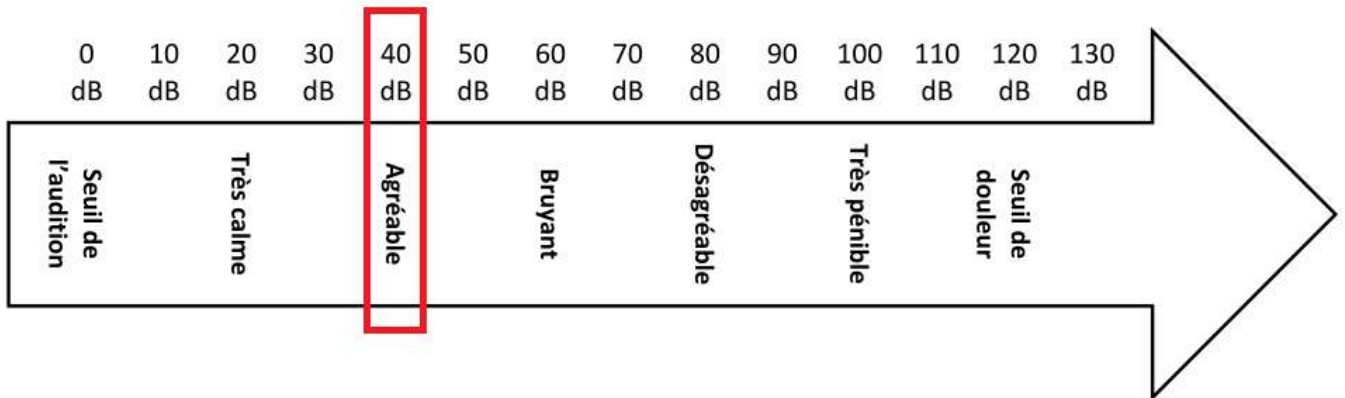 0 10 20 30 40 50 60 70 80 90 100 110 120 130
dB dB dB dB dB dB dB dB dB dB dB dB dB dB
Seuil de
l'audition
Très calme
Agréable
Bruyant
Désagréable
Très pénible
Seuil de
douleur